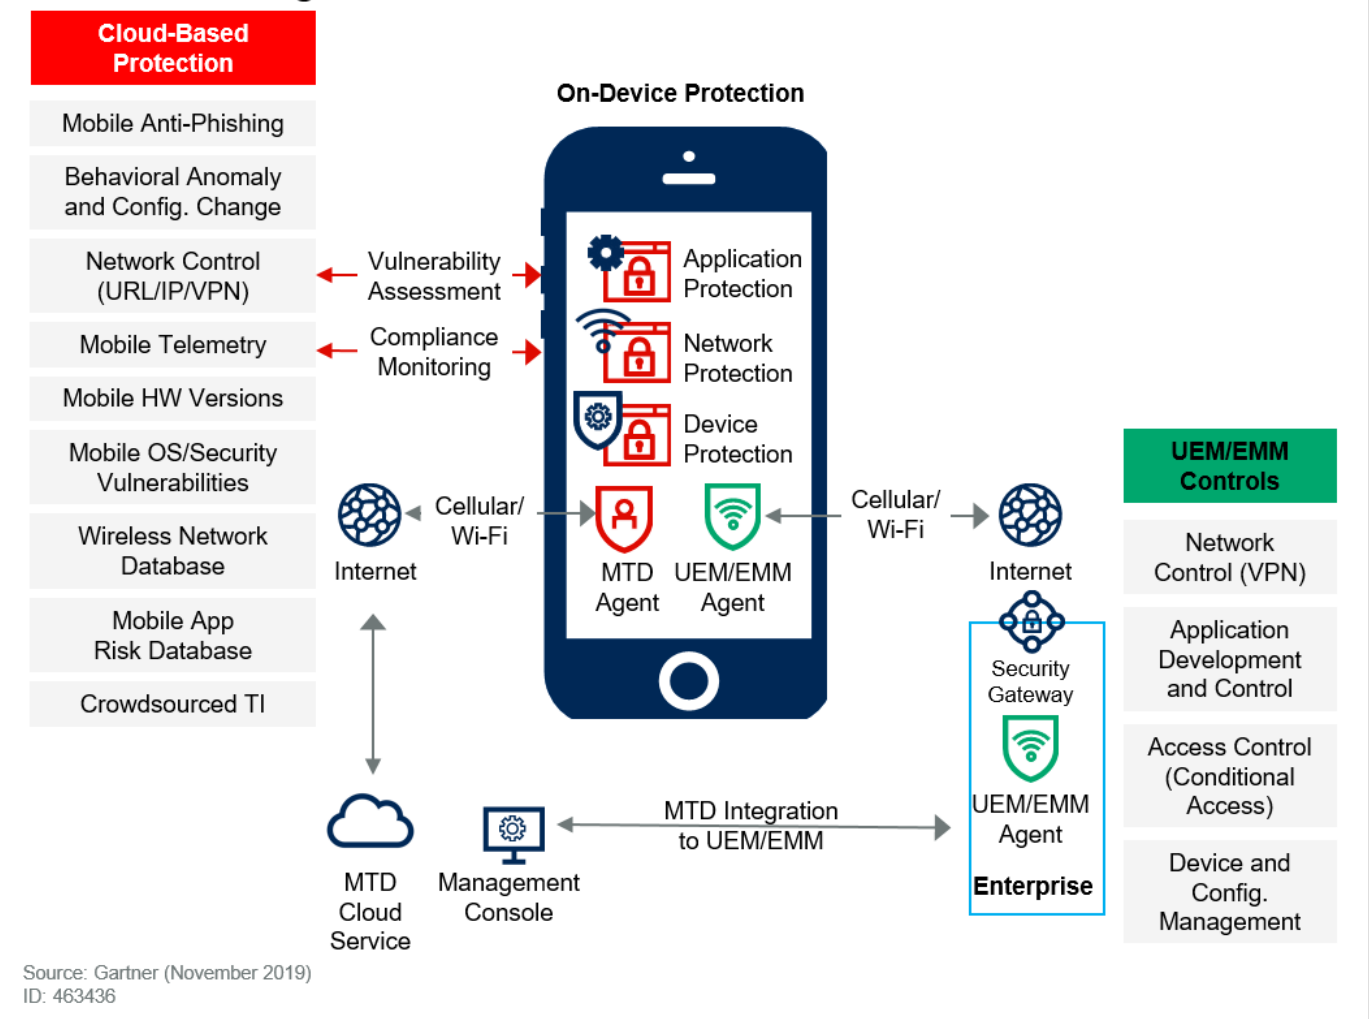 Cloud-Based
Protection
Mobile Anti-Phishing
Behavioral Anomaly
and Config. Change
Network Control
(URL/IP/VPN)
Mobile Telemetry
Mobile HW Versions
Mobile OS/Security
Vulnerabilities
Wireless Network
Database
Mobile App
Risk Database
Crowdsourced TI
Vulnerability
Assessment
Compliance
Monitoring
On-Device Protection
Application
Protection
Network
Protection
Device
Protection
MTD
Agent
UEM/EMM
Agent
Cellular/
Wi-Fi
Internet
Cellular/
Wi-Fi
Internet
Security
Gateway
UEM/EMM
Agent
Enterprise
MTD
Cloud
Service
Management
Console
MTD Integration
to UEM/EMM
UEM/EMM
Controls
Network
Control (VPN)
Application
Development
and Control
Access Control
(Conditional
Access)
Device and
Config.
Management
Source: Gartner (November 2019)
ID: 463436